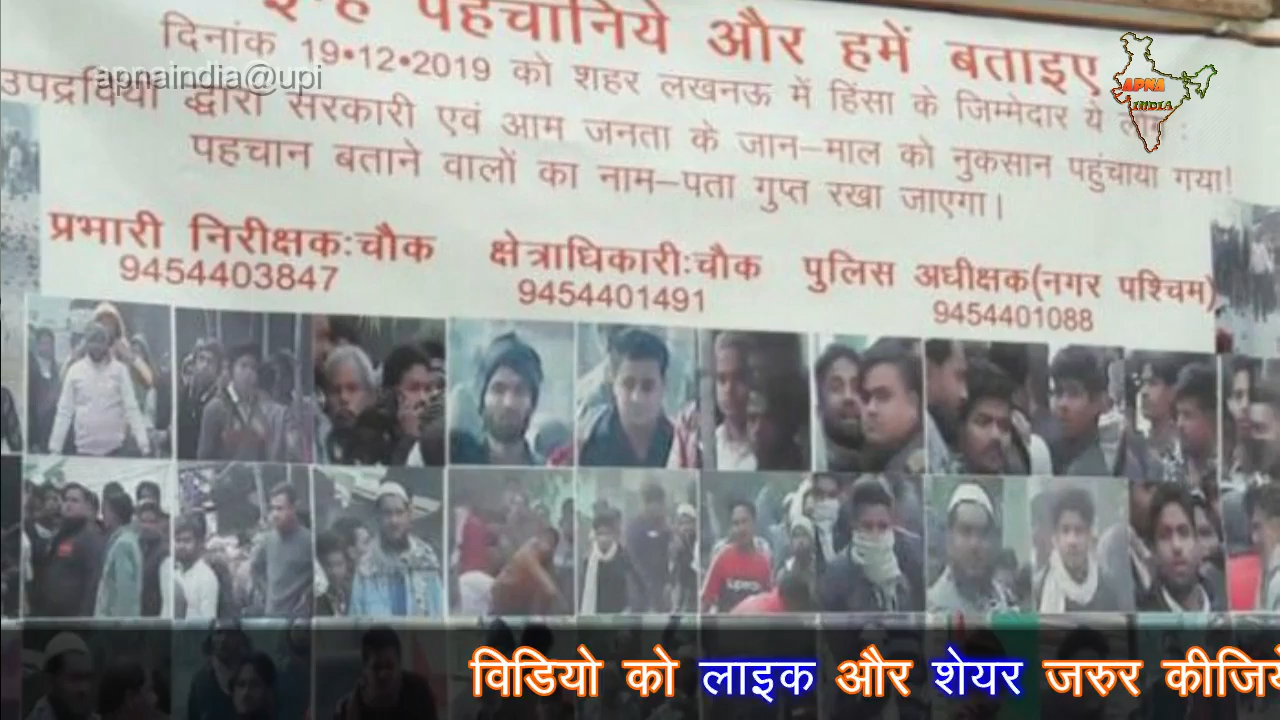 इन्हें पहचानिये और हमें बताइए
दिनांक 19•12•2019 को शहर लखनऊ में हिंसा के जिम्मेदार ये लोग :
उपद्रवियों द्धारा सरकारी एवं आम जनता के जान–माल को नुकसान पहुंचाया गया!
पहचान बताने वालों का नाम–पता गुप्त रखा जाएगा।
प्रभारी निरीक्षक:चौक क्षेत्राधिकारी:चौक पुलिस अधीक्षक(नगर पश्चिम)
9454403847 9454401491 9454401088
apnaindia@upi
APNA
INDIA
विडियो को लाइक और शेयर जरुर